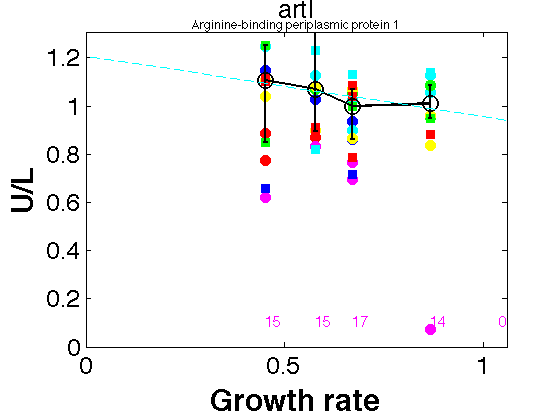 artI
Arginine-binding periplasmic protein 1
1.2
1
0.8
0.6
0.4
0.2
0
U/L
15 15 17 14 0
0 0.5 1
Growth rate